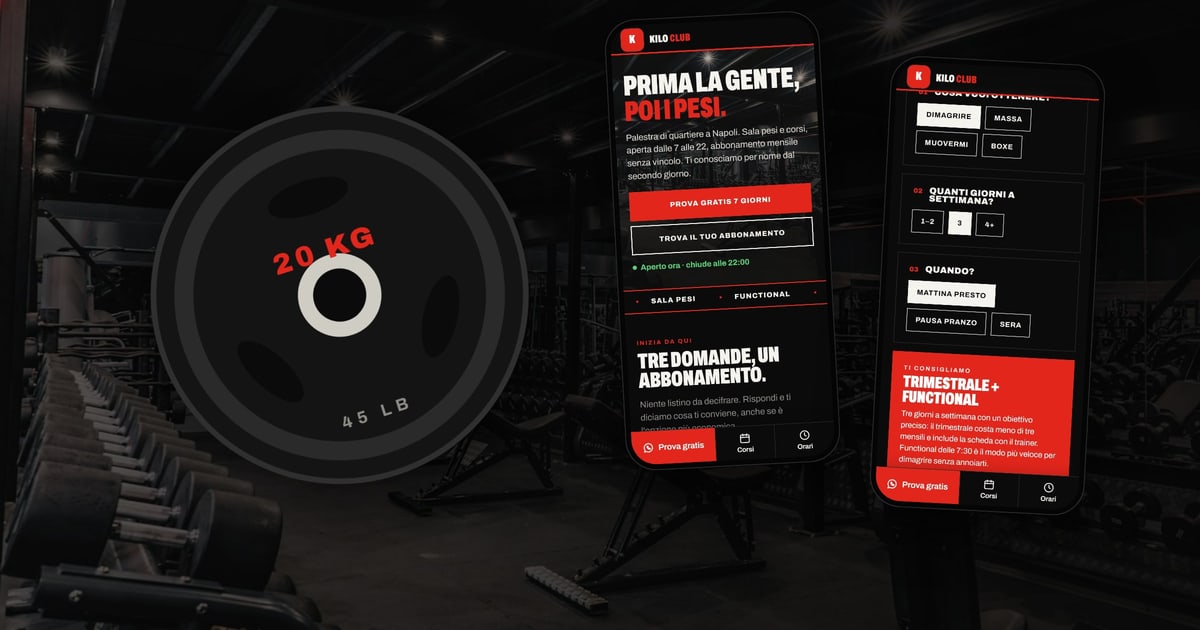 20 KG
45 LB
K KILO CLUB
PRIMA LA GENTE,
POI I PESI.
Palestra di quartiere a Napoli. Sala pesi e corsi,
aperta dalle 7 alle 22, abbonamento mensile
senza vincolo. Ti conosciamo per nome dal
secondo giorno.
PROVA GRATIS 7 GIORNI
TROVA IL TUO ABBONAMENTO
Aperto ora · chiude alle 22:00
SALA PESI · FUNCTIONAL
INIZIA DA QUI
TRE DOMANDE, UN
ABBONAMENTO.
Niente listino da decifrare. Rispondi e ti
diciamo cosa ti conviene, anche se è
l'opzione più economica.
Prova gratis
Corsi
Orari
K KILO CLUB
01 COSA VUOI OTTENERE?
DIMAGRIRE
MASSA
MUOVERMI
BOXE
02 QUANTI GIORNI A
SETTIMANA?
1–2
3
4+
03 QUANDO?
MATTINA PRESTO
PAUSA PRANZO
SERA
TI CONSIGLIAMO
TRIMESTRALE +
FUNCTIONAL
Tre giorni a settimana con un obiettivo
preciso: il trimestrale costa meno di tre
mensili e include la scheda con il trainer.
Functional delle 7:30 è il modo più veloce per
dimagrire senza annoiarti.
Prova gratis
Corsi
Orari